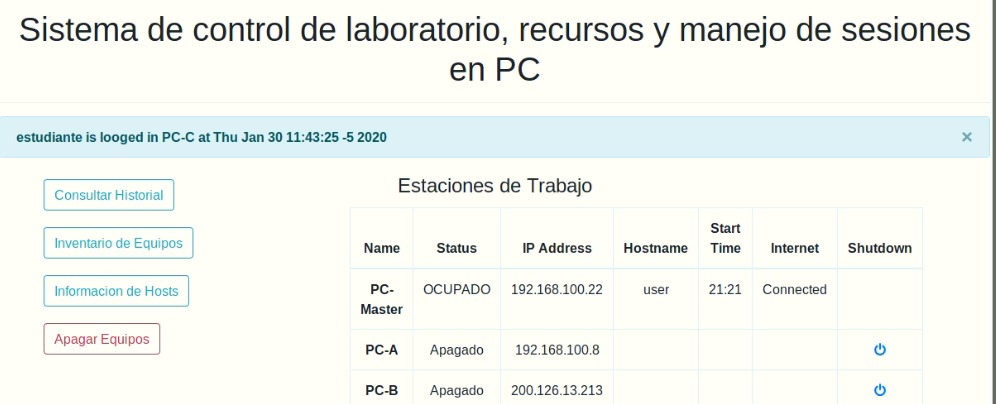 Sistema de control de laboratorio, recursos y manejo de sesiones
en PC
estudiante is looged in PC-C at Thu Jan 30 11:43:25 -5 2020 ×
Consultar Historial
Inventario de Equipos
Informacion de Hosts
Apagar Equipos
Estaciones de Trabajo
Name Status IP Address Hostname Start Time Internet Shutdown
PC-Master OCUPADO 192.168.100.22 user 21:21 Connected
PC-A Apagado 192.168.100.8
PC-B Apagado 200.126.13.213